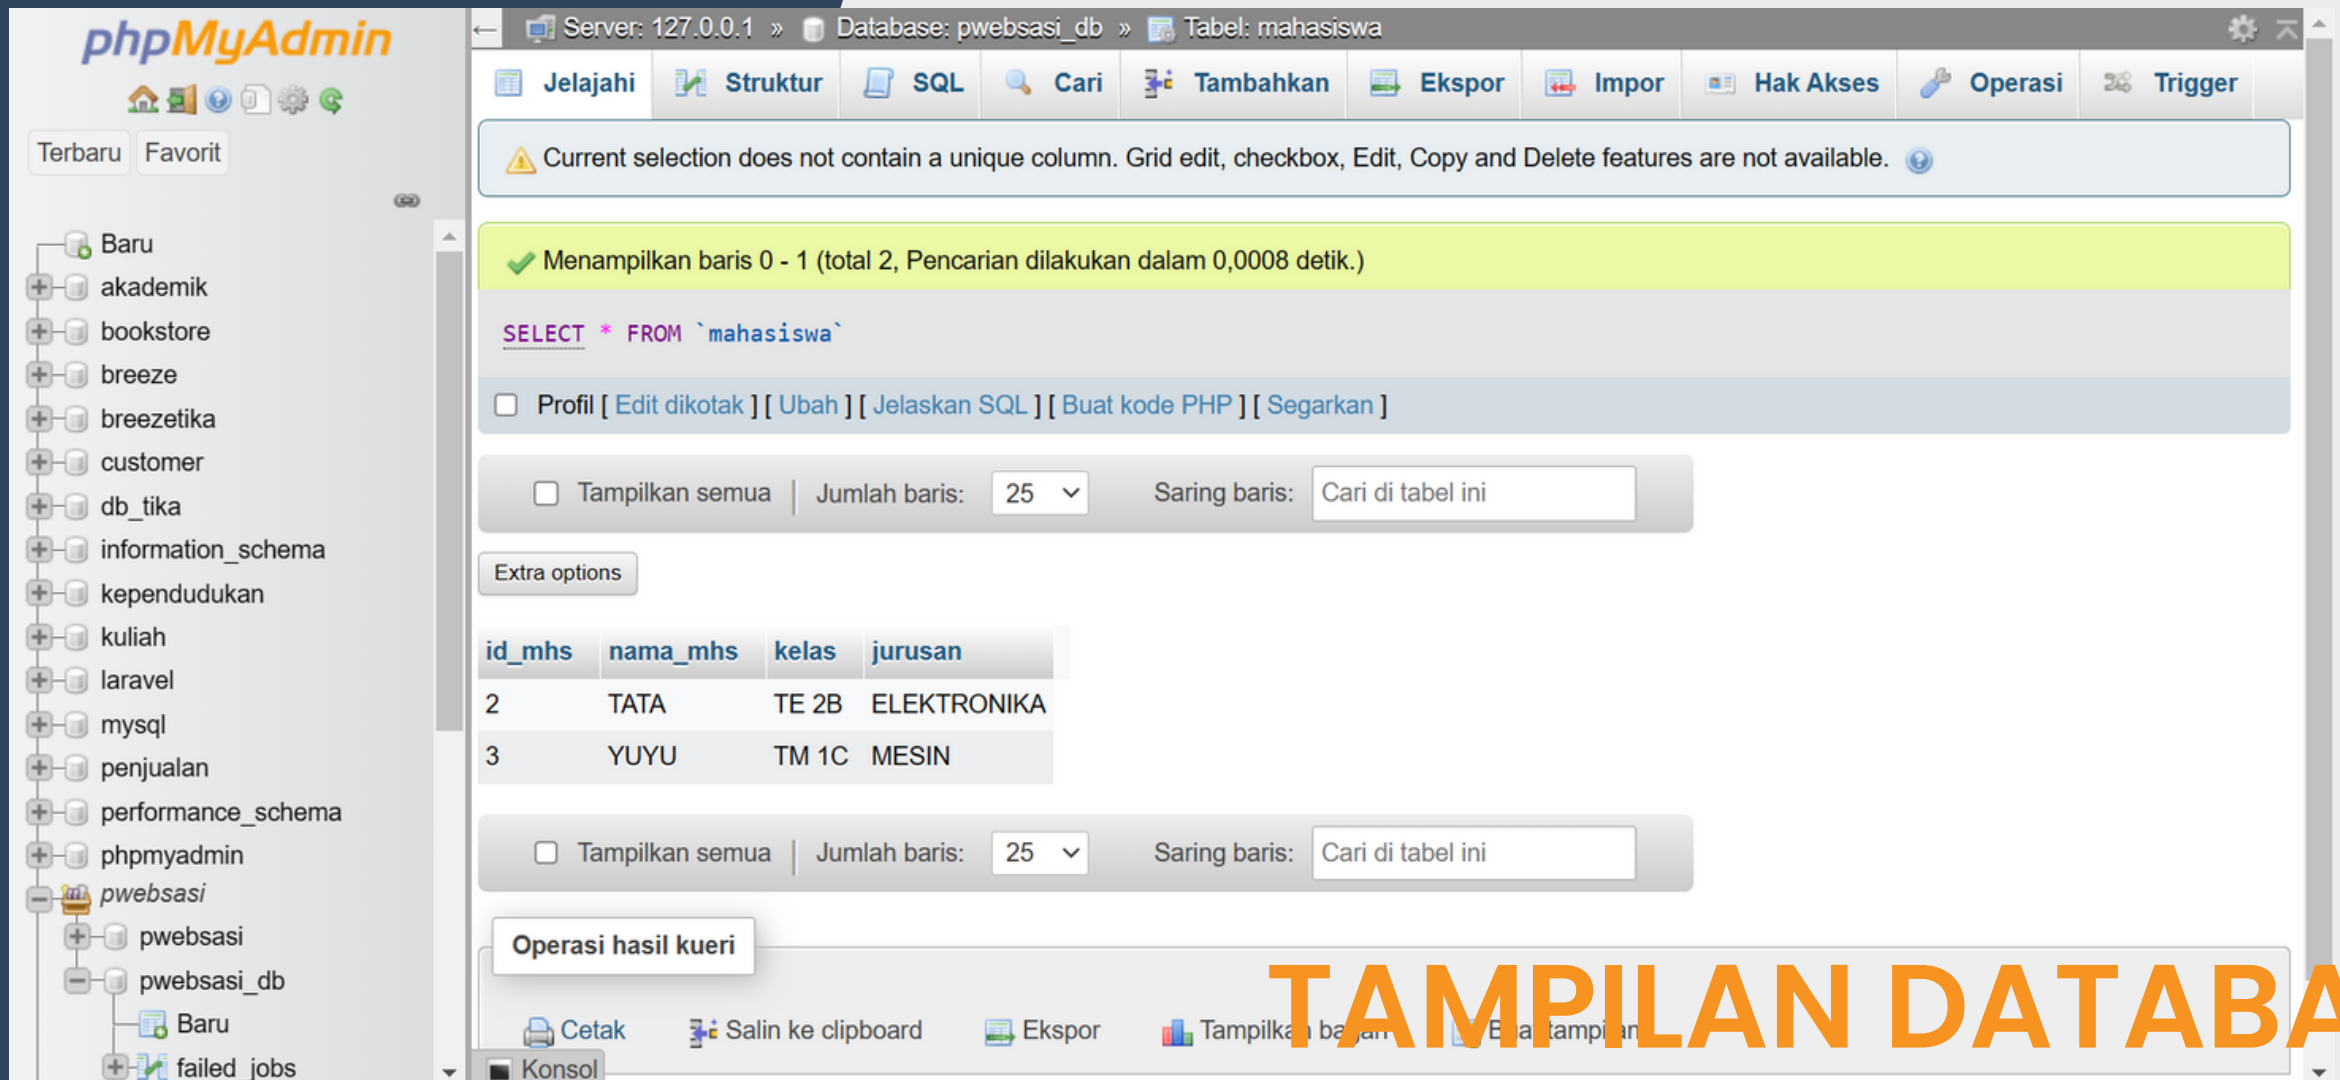 phpMyAdmin
Terbaru Favorit
Baru
akademik
bookstore
breeze
breezetika
customer
db_tika
information_schema
kependudukan
kuliah
laravel
mysql
penjualan
performance_schema
phpmyadmin
pwebsasi
pwebsasi
pwebsasi_db
Baru
failed_jobs
Server: 127.0.0.1 » Database: pwebsasi_db » Tabel: mahasiswa
Jelajahi Struktur SQL Cari Tambahkan Ekspor Impor Hak Akses Operasi Trigger
Current selection does not contain a unique column. Grid edit, checkbox, Edit, Copy and Delete features are not available.
Menampilkan baris 0 - 1 (total 2, Pencarian dilakukan dalam 0,0008 detik.)
SELECT * FROM `mahasiswa`
Profil [ Edit dikotak ] [ Ubah ] [ Jelaskan SQL ] [ Buat kode PHP ] [ Segarkan ]
Tampilkan semua | Jumlah baris: 25 Saring baris: Cari di tabel ini
Extra options
id_mhs nama_mhs kelas jurusan
2 TATA TE 2B ELEKTRONIKA
3 YUYU TM 1C MESIN
Tampilkan semua | Jumlah baris: 25 Saring baris: Cari di tabel ini
Operasi hasil kueri
Cetak Salin ke clipboard Ekspor
TAMPILAN DATABA
Konsol